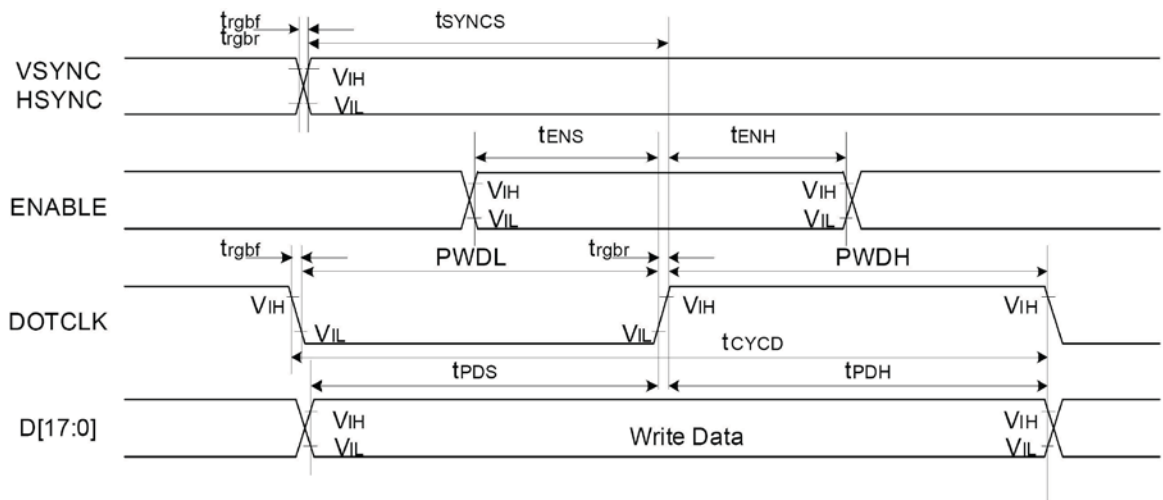 trgbf
trgbr
tSYNCS
VSYNC
HSYNC
VIH
VIL
tENS
tENH
ENABLE
VIH
VIL
VIH
VIL
trgbf
PWDL
trgbr
PWDH
DOTCLK
VIH
VIL
VIL
VIH
VIH
tCYCD
tPDS
tPDH
D[17:0]
VIH
VIL
Write Data
VIH
VIL